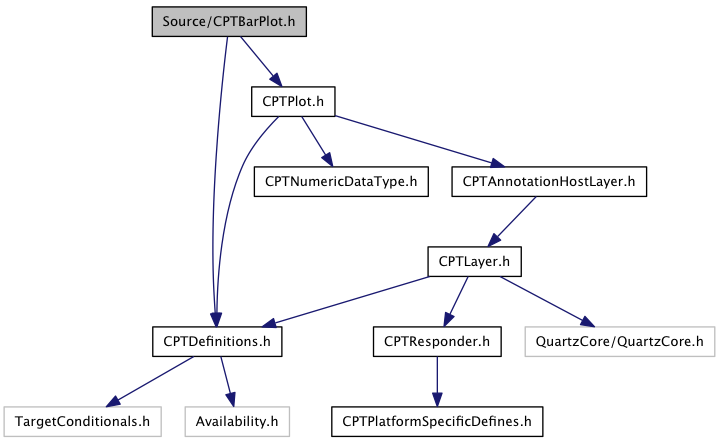 Source/CPTBarPlot.h
CPTPlot.h
CPTNumericDataType.h
CPTAnnotationHostLayer.h
CPTLayer.h
CPTDefinitions.h
CPTResponder.h
QuartzCore/QuartzCore.h
TargetConditionals.h
Availability.h
CPTPlatformSpecificDefines.h